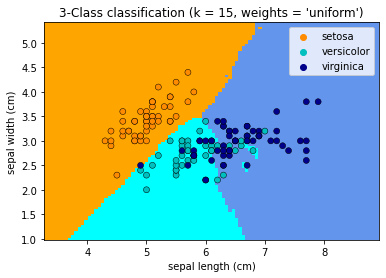 3-Class classification (k = 15, weights = 'uniform')
setosa
versicolor
virginica
sepal width (cm)
5.0
4.5
4.0
3.5
3.0
2.5
2.0
1.5
1.0
4 5 6 7 8
sepal length (cm)